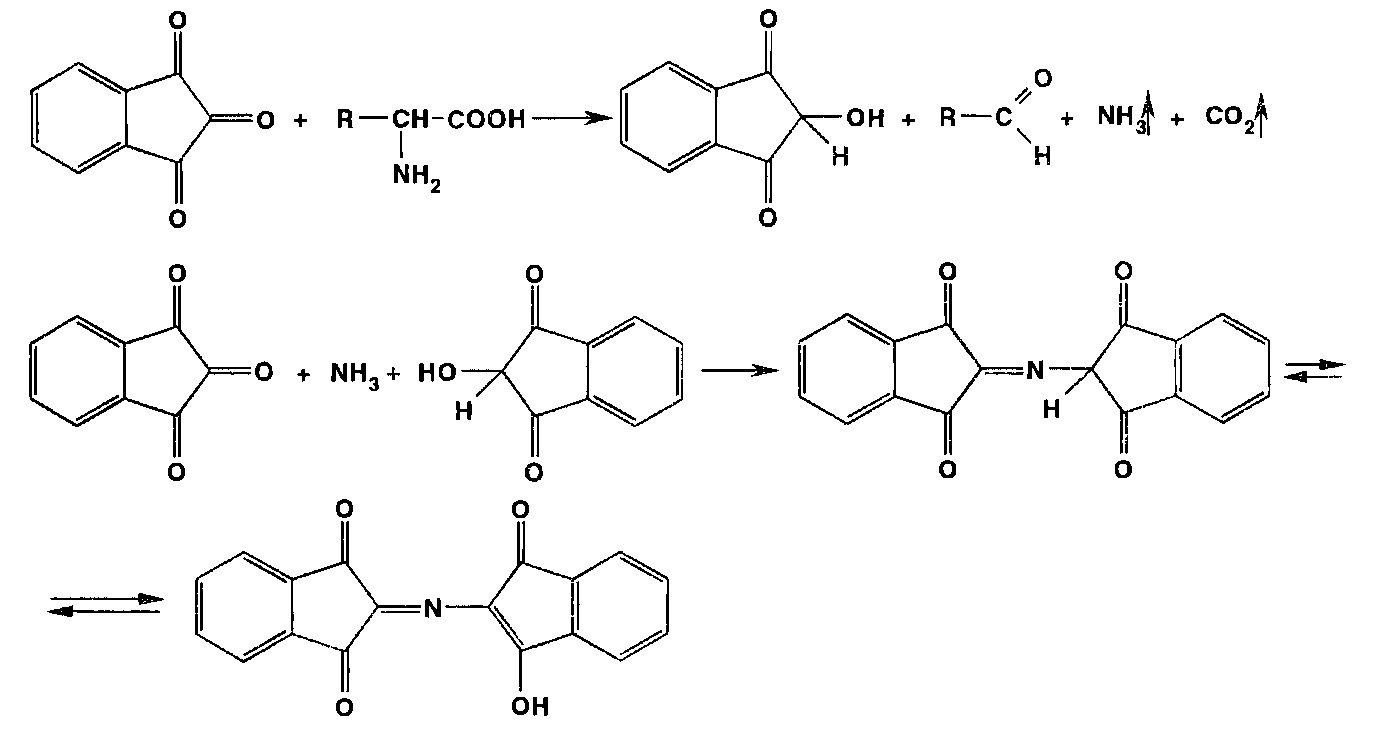 O O
O + R—CH—COOH OH + R—C O H + NH3 + CO2
NH2 H
O O
O O O O
O + NH3 + HO H N H
O O O O
O O
N
O OH